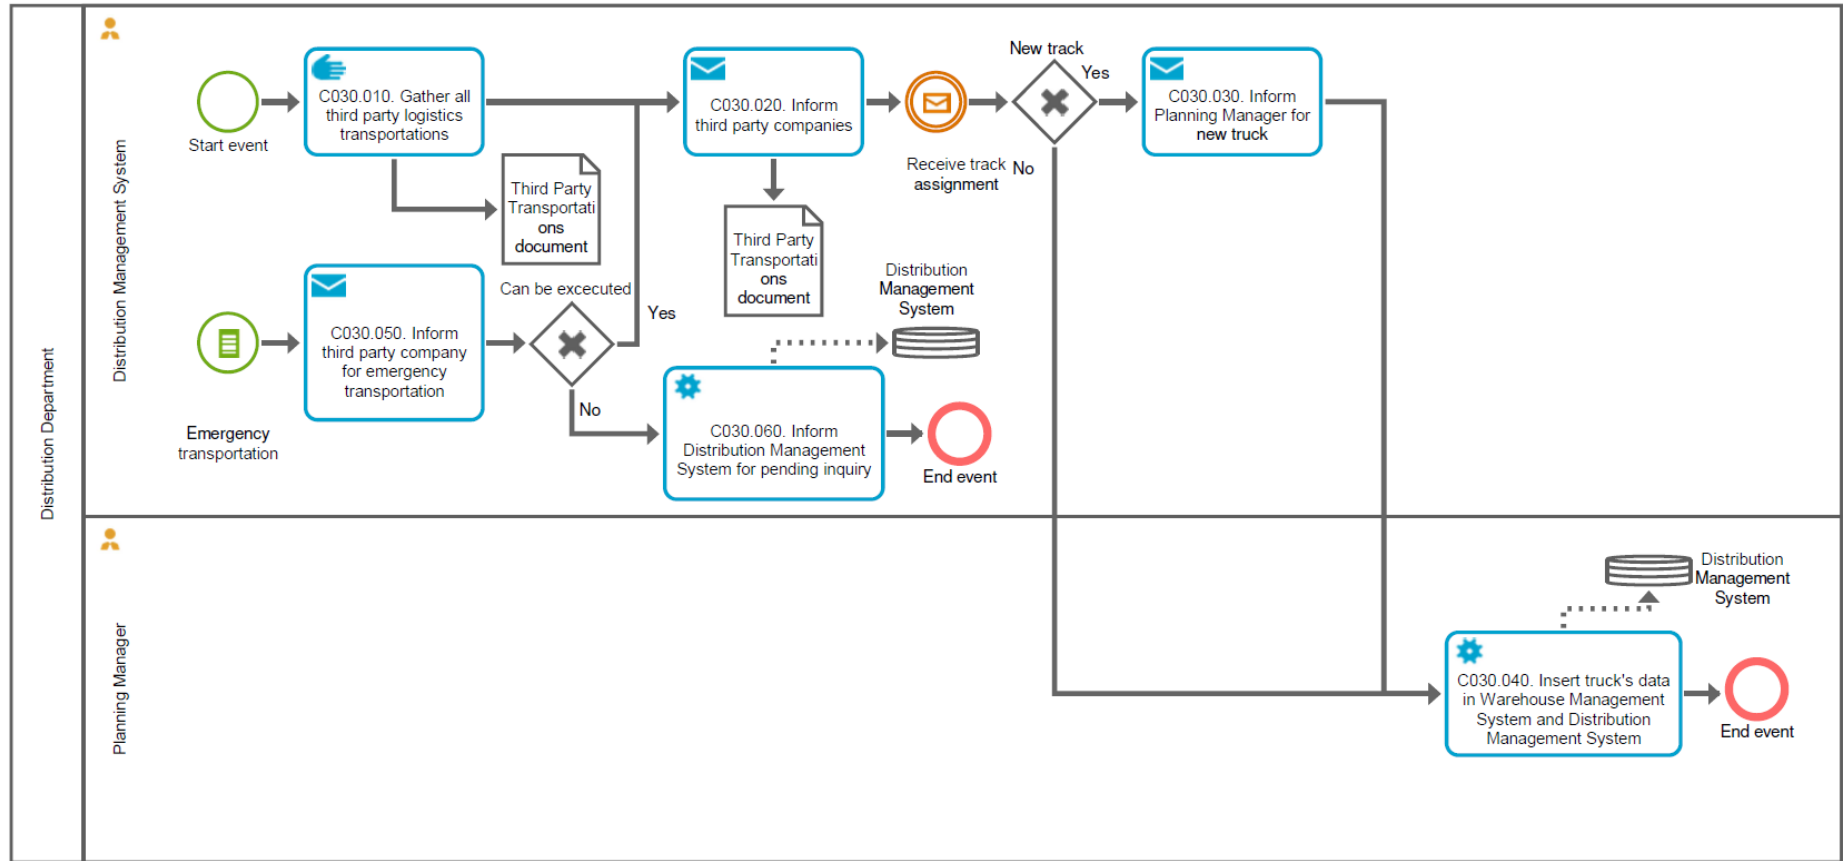 Distribution Department
Distribution Management System
Start event
C030.010. Gather all
third party logistics
transportations
Third Party
Transportati
ons
document
C030.020. Inform
third party companies
Third Party
Transportati
ons
document
Receive track
assignment
New track
Yes
No
C030.030. Inform
Planning Manager for
new truck
Emergency
transportation
C030.050. Inform
third party company
for emergency
transportation
Can be excecuted
Yes
No
C030.060. Inform
Distribution Management
System for pending inquiry
Distribution
Management
System
End event
Planning Manager
Distribution
Management
System
C030.040. Insert truck's data
in Warehouse Management
System and Distribution
Management System
End event